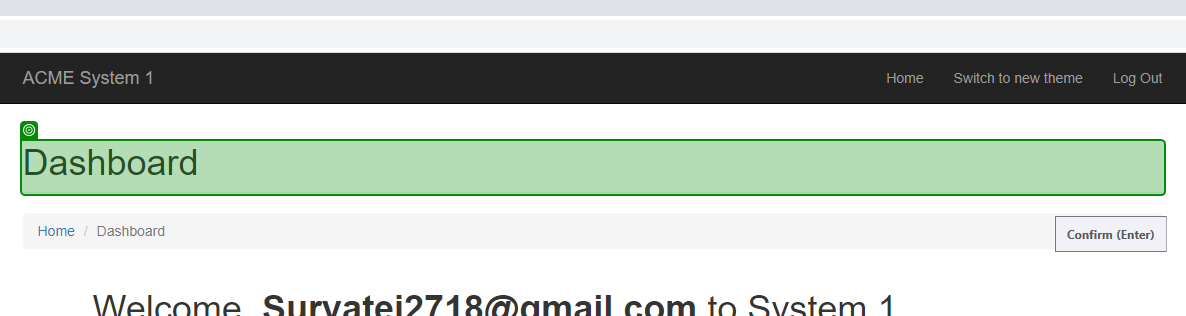 ACME System 1 Home Switch to new theme Log Out
Dashboard
Home / Dashboard
Confirm (Enter)
Welcome, Suryatej2718@gmail.com to System 1